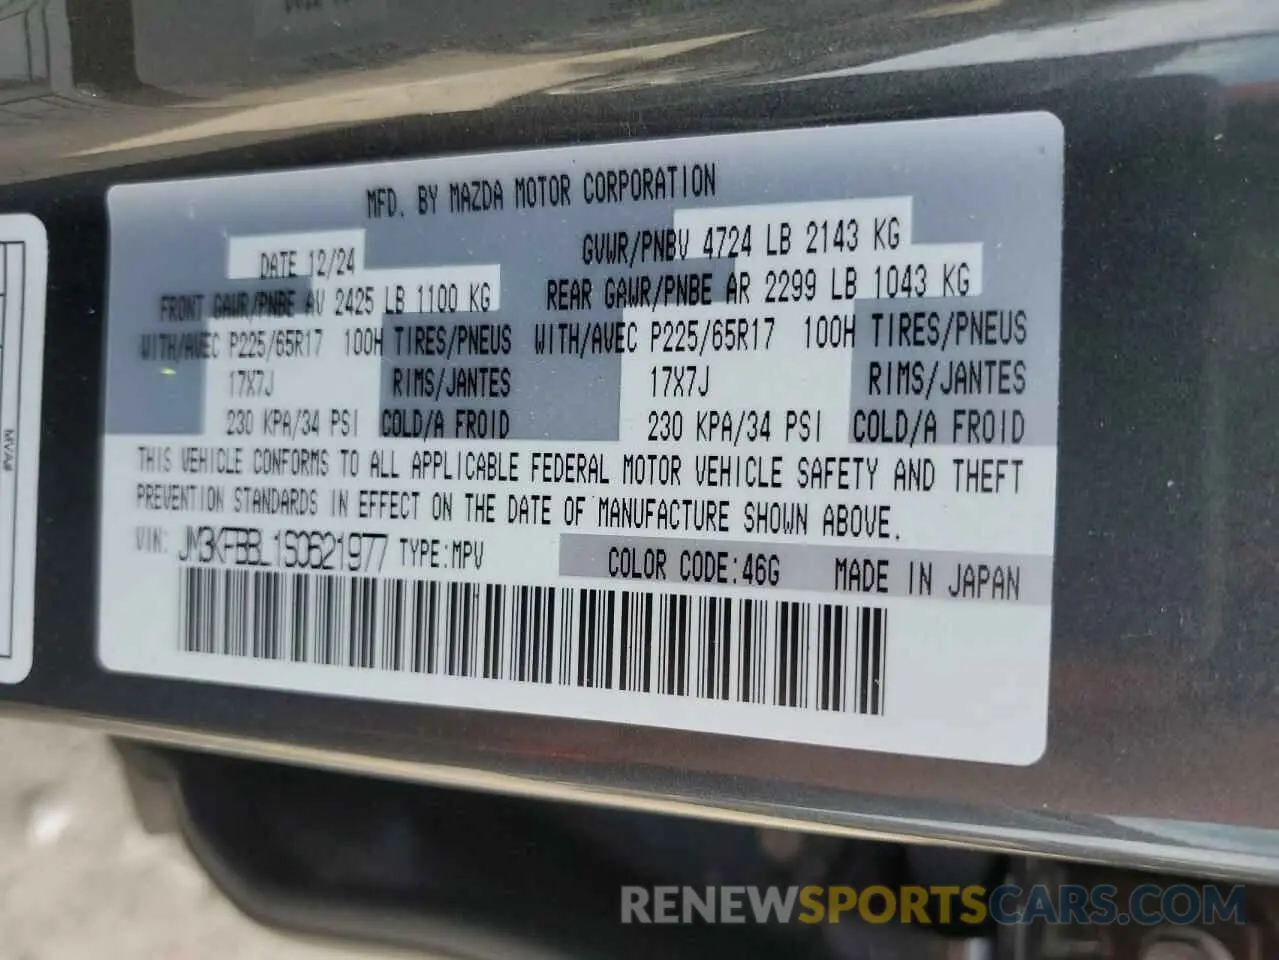 MFD. BY MAZDA MOTOR CORPORATION
DATE 12/24
GVWR/PNBV 4724 LB 2143 KG
FRONT GAWR/PNBE AV 2425 LB 1100 KG
REAR GAWR/PNBE AR 2299 LB 1043 KG
WITH/AVEC P225/65R17 100H TIRES/PNEUS
WITH/AVEC P225/65R17 100H TIRES/PNEUS
17X7J RIMS/JANTES
17X7J RIMS/JANTES
230 KPA/34 PSI COLD/A FROID
230 KPA/34 PSI COLD/A FROID
THIS VEHICLE CONFORMS TO ALL APPLICABLE FEDERAL MOTOR VEHICLE SAFETY AND THEFT
PREVENTION STANDARDS IN EFFECT ON THE DATE OF MANUFACTURE SHOWN ABOVE.
VIN: JM3KFBBL1S0621977 TYPE:MPV
COLOR CODE:46G MADE IN JAPAN
RENEWSPORTSCARS.COM